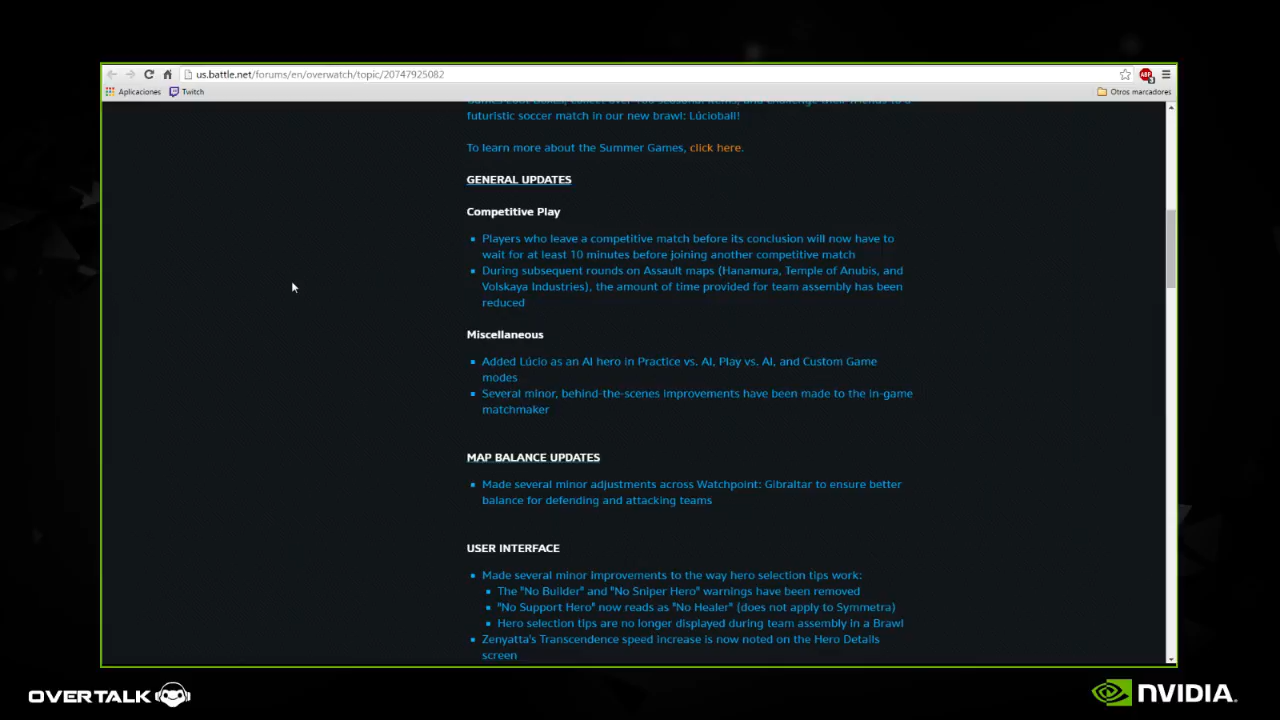 us.battle.net/forums/en/overwatch/topic/20747925082
ABP
Aplicaciones
Twitch
Otros marcadores
futuristic soccer match in our new brawl: Lúcioball!
To learn more about the Summer Games, click here.
GENERAL UPDATES
Competitive Play
Players who leave a competitive match before its conclusion will now have to
wait for at least 10 minutes before joining another competitive match
During subsequent rounds on Assault maps (Hanamura, Temple of Anubis, and
Volskaya Industries), the amount of time provided for team assembly has been
reduced
Miscellaneous
Added Lúcio as an AI hero in Practice vs. AI, Play vs. AI, and Custom Game
modes
Several minor, behind-the-scenes improvements have been made to the in-game
matchmaker
MAP BALANCE UPDATES
Made several minor adjustments across Watchpoint: Gibraltar to ensure better
balance for defending and attacking teams
USER INTERFACE
Made several minor improvements to the way hero selection tips work:
The "No Builder" and "No Sniper Hero" warnings have been removed
"No Support Hero" now reads as "No Healer" (does not apply to Symmetra)
Hero selection tips are no longer displayed during team assembly in a Brawl
Zenyatta's Transcendence speed increase is now noted on the Hero Details
screen
OVERTALK
NVIDIA.